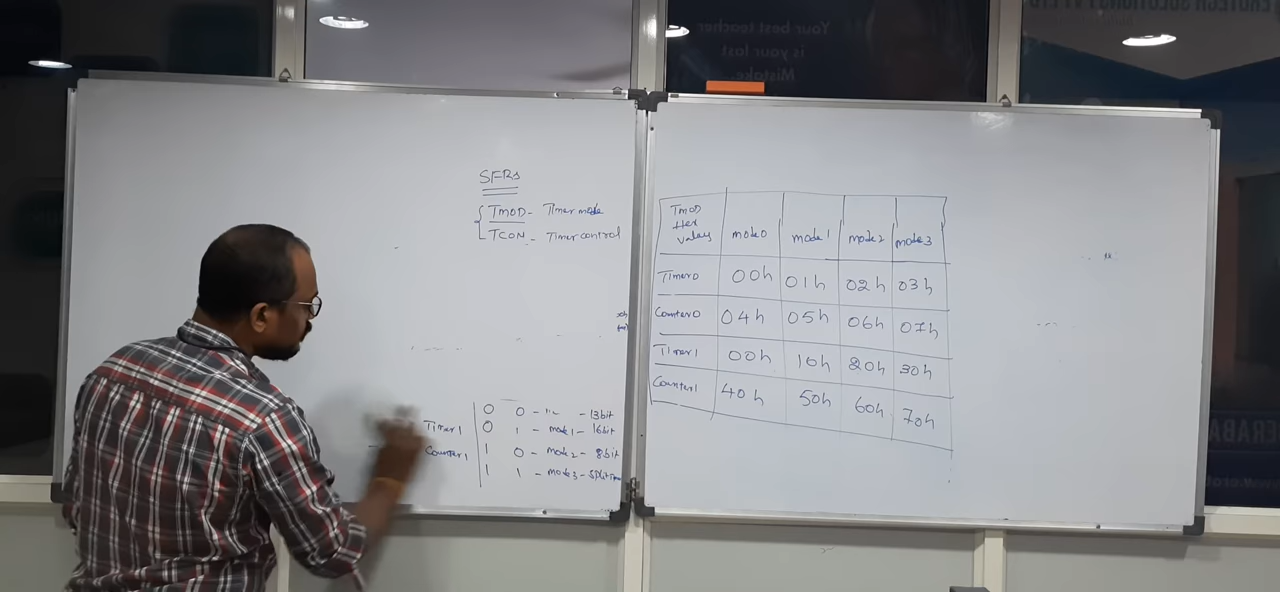 Your best teacher
is your last
Mistake.
SFRs
TMOD - Timer mode
TCON - Timer control
Timer1
Counter1
0 0 - - 13bit
0 1 - mode1 - 16bit
1 0 - mode2 - 8bit
1 1 - mode3 - split
TMOD Hex Values mode0 mode1 mode2 mode3
Timer0 00h 01h 02h 03h
Counter0 04h 05h 06h 07h
Timer1 00h 10h 20h 30h
Counter1 40h 50h 60h 70h